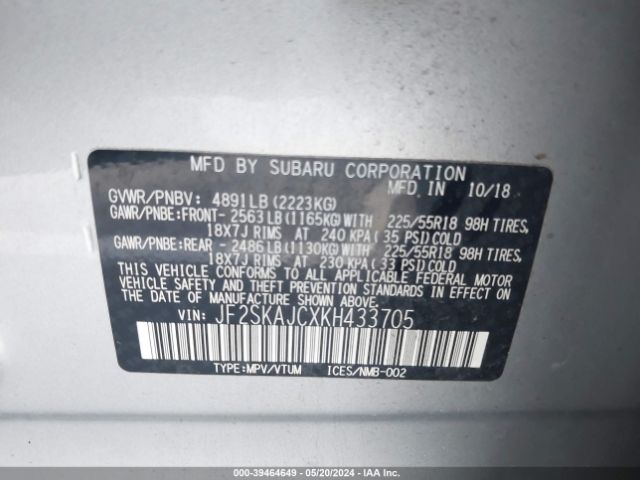 MFD BY SUBARU CORPORATION
MFD. IN 10/18
GVWR/PNBV: 4891LB (2223KG)
GAWR/PNBE:FRONT- 2563LB(1165KG)WITH 225/55R18 98H TIRES,
18X7J RIMS AT 240 KPA(35 PSI)COLD
GAWR/PNBE:REAR - 2486LB(1130KG)WITH 225/55R18 98H TIRES,
18X7J RIMS AT 230 KPA(33 PSI)COLD
THIS VEHICLE CONFORMS TO ALL APPLICABLE FEDERAL MOTOR
VEHICLE SAFETY AND THEFT PREVENTION STANDARDS IN EFFECT
ON THE DATE OF MANUFACTURE SHOWN ABOVE.
VIN: JF2SKAJCXKH433705
TYPE:MPV/VTUM ICES/NMB-002
000-39464649 - 05/20/2024 - IAA Inc.